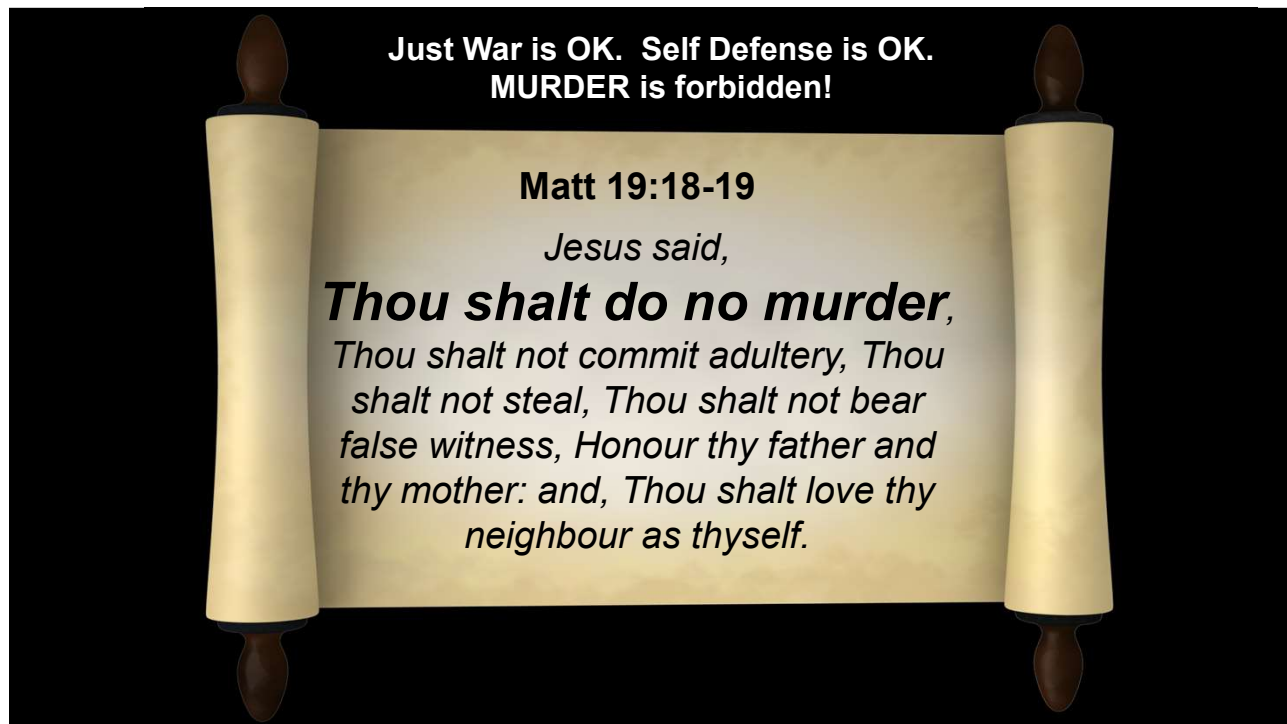 Just War is OK.  Self Defense is OK.
MURDER is forbidden!
Matt 19:18-19
Jesus said,
Thou shalt do no murder,
Thou shalt not commit adultery, Thou
shalt not steal, Thou shalt not bear
false witness, Honour thy father and
thy mother: and, Thou shalt love thy
neighbour as thyself.